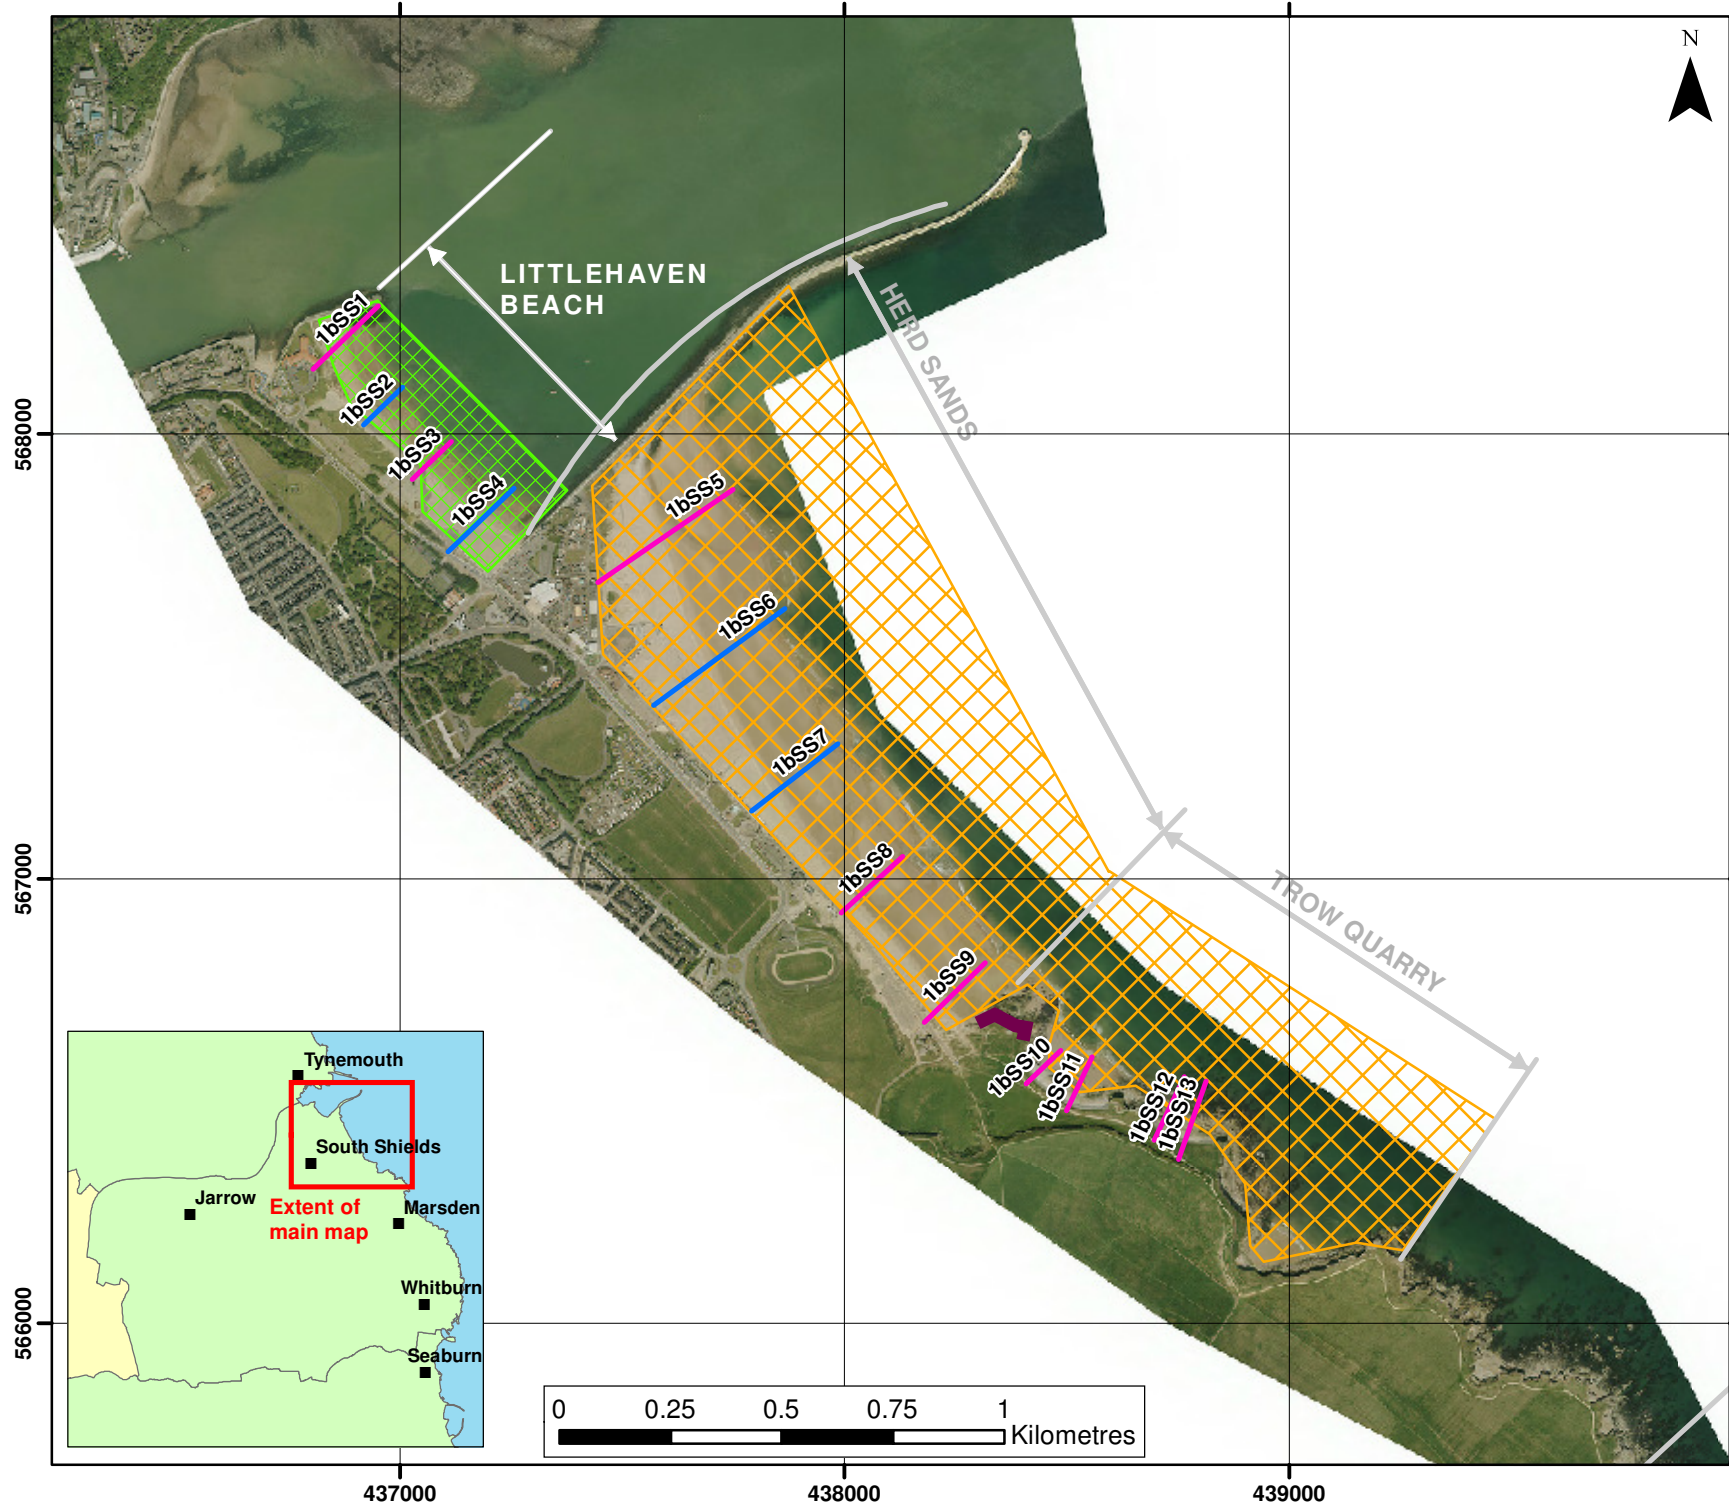 N
LITTLEHAVEN
BEACH
HERD SANDS
TROW QUARRY
1bSS1
1bSS2
1bSS3
1bSS4
1bSS5
1bSS6
1bSS7
1bSS8
1bSS9
1bSS10
1bSS11
1bSS12
1bSS13
568000
567000
566000
Tynemouth
South Shields
Jarrow
Extent of
main map
Marsden
Whitburn
Seaburn
0 0.25 0.5 0.75 1
Kilometres
437000 438000 439000